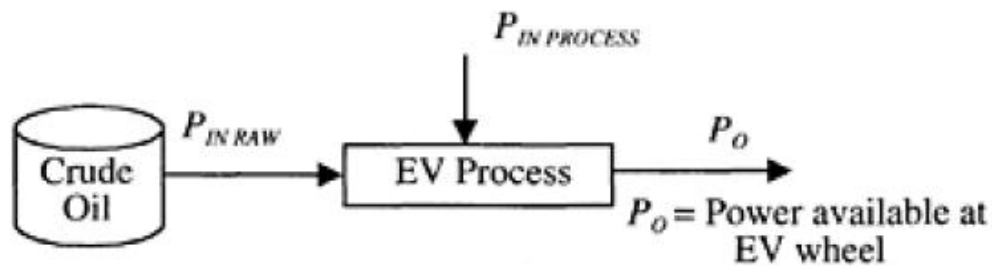 P_IN PROCESS
P_IN RAW
P_O
Crude
Oil
EV Process
P_O = Power available at
EV wheel